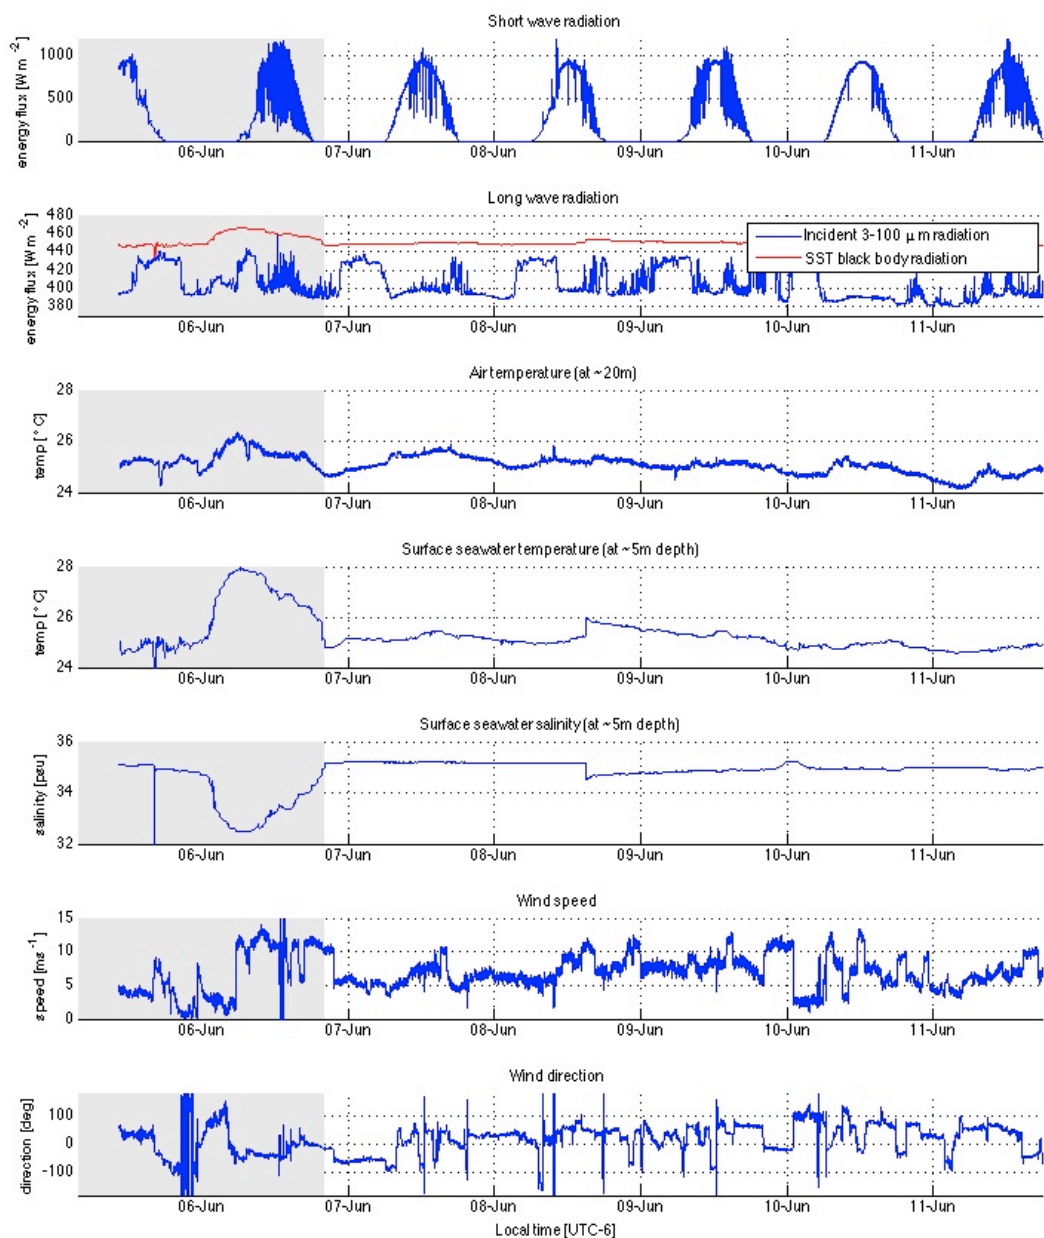 Short wave radiation
energy flux [W m -2]
1000
500
0
06-Jun 07-Jun 08-Jun 09-Jun 10-Jun 11-Jun
Long wave radiation
energy flux [W m -2]
480
460
440
420
400
380
Incident 3-100 μm radiation
SST black body radiation
06-Jun 07-Jun 08-Jun 09-Jun 10-Jun 11-Jun
Air temperature (at ~20m)
temp [° C]
28
26
24
06-Jun 07-Jun 08-Jun 09-Jun 10-Jun 11-Jun
Surface seawater temperature (at ~5m depth)
temp [° C]
28
26
24
06-Jun 07-Jun 08-Jun 09-Jun 10-Jun 11-Jun
Surface seawater salinity (at ~5m depth)
salinity [psu]
36
34
32
06-Jun 07-Jun 08-Jun 09-Jun 10-Jun 11-Jun
Wind speed
speed [ms -1]
15
10
5
0
06-Jun 07-Jun 08-Jun 09-Jun 10-Jun 11-Jun
Wind direction
direction [deg]
100
0
-100
06-Jun 07-Jun 08-Jun 09-Jun 10-Jun 11-Jun
Local time [UTC-6]